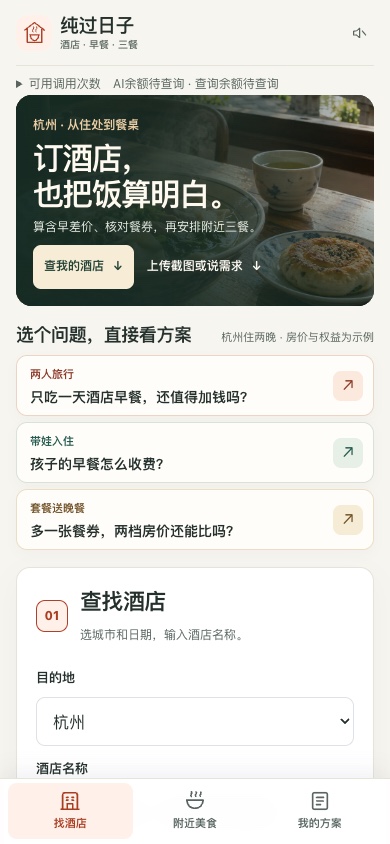 纯过日子
酒店 · 早餐 · 三餐
可用调用次数 AI余额待查询 · 查询余额待查询
杭州 · 从住处到餐桌
订酒店，
也把饭算明白。
算含早差价、核对餐券，再安排附近三餐。
查我的酒店 ↓ 上传截图或说需求 ↓
选个问题，直接看方案 杭州住两晚 · 房价与权益为示例
两人旅行
只吃一天酒店早餐，还值得加钱吗？
带娃入住
孩子的早餐怎么收费？
套餐送晚餐
多一张餐券，两档房价还能比吗？
01 查找酒店
选城市和日期，输入酒店名称。
目的地
杭州
酒店名称
找酒店 附近美食 我的方案